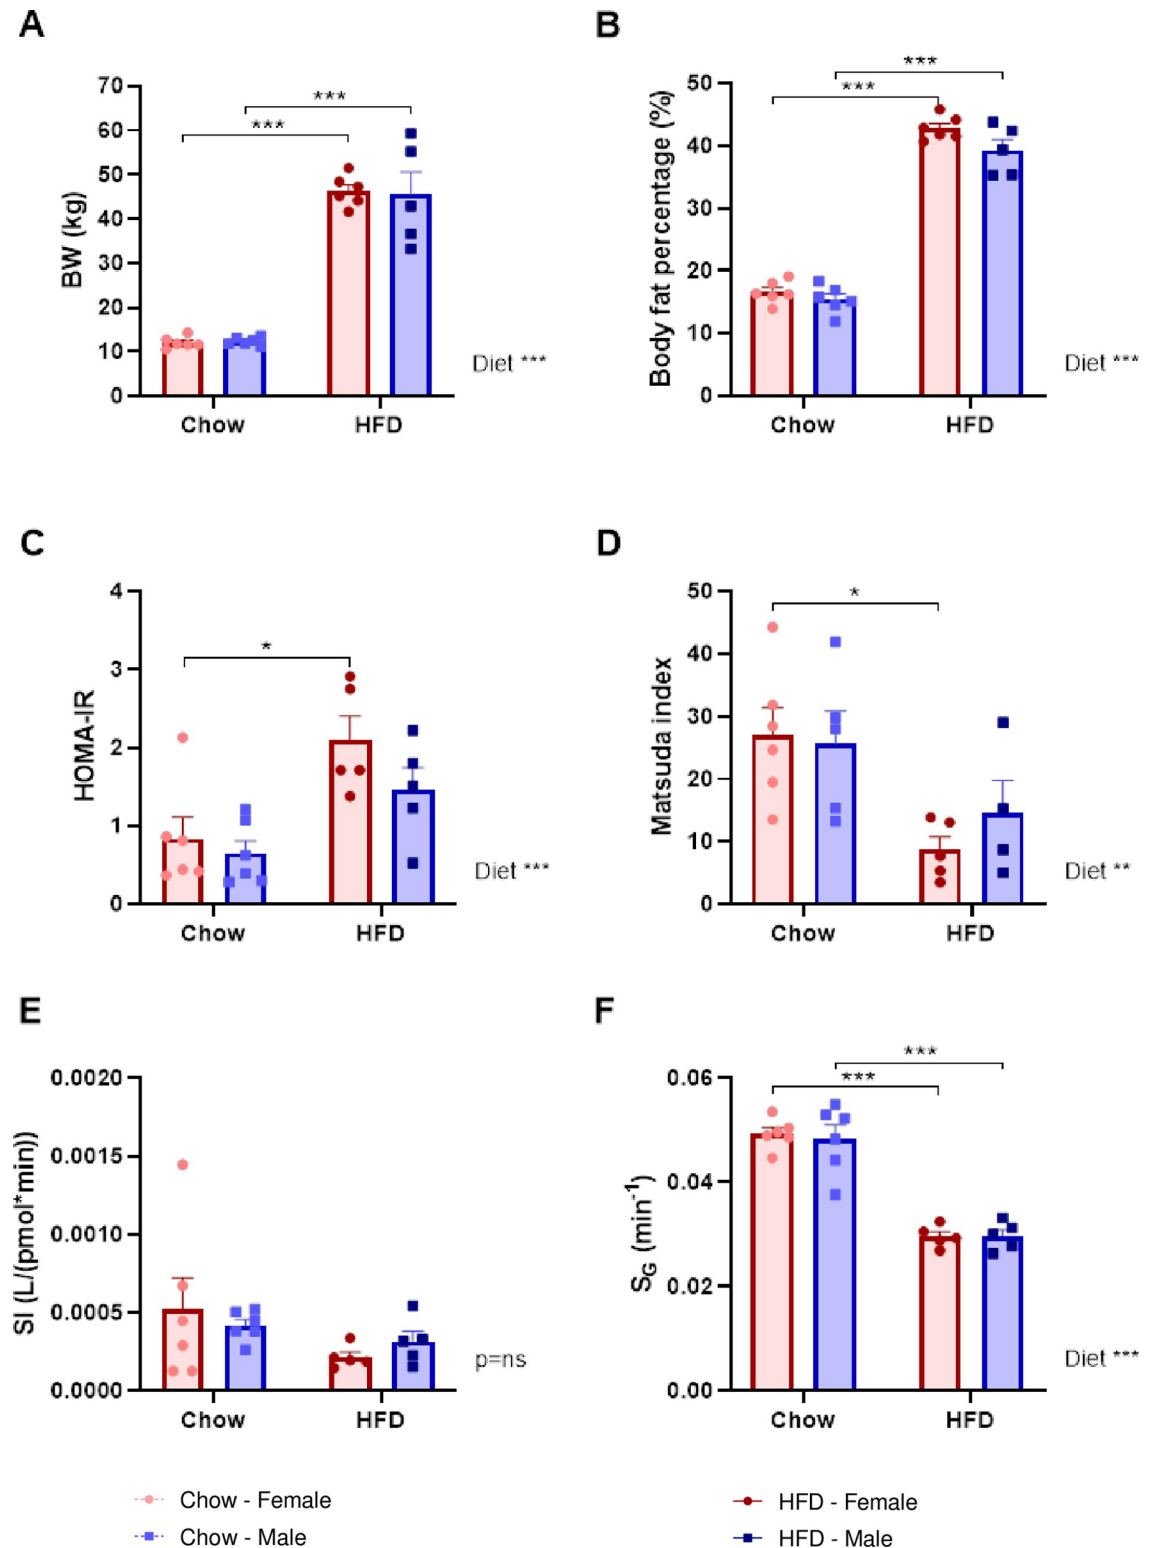 A
BW (kg)
70
60
50
40
30
20
10
0
***
***
Chow
HFD
Diet ***
B
Body fat percentage (%)
50
40
30
20
10
0
***
***
Chow
HFD
Diet ***
C
HOMA-IR
4
3
2
1
0
*
Chow
HFD
Diet ***
D
Matsuda index
50
40
30
20
10
0
*
Chow
HFD
Diet **
E
SI (L/(pmol*min))
0.0020
0.0015
0.0010
0.0005
0.0000
Chow
HFD
p=ns
F
SG (min-1)
0.06
0.04
0.02
0.00
***
***
Chow
HFD
Diet ***
Chow - Female
Chow - Male
HFD - Female
HFD - Male